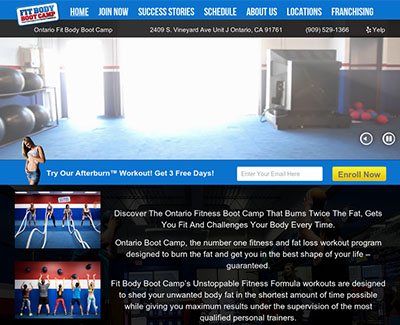 FIT BODY
BOOT CAMP
HOME JOIN NOW SUCCESS STORIES SCHEDULE ABOUT US LOCATIONS FRANCHISING
Ontario Fit Body Boot Camp 2409 S. Vineyard Ave Unit J Ontario, CA 91761 (909) 529-1366 Yelp
Try Our Afterburn™ Workout! Get 3 Free Days! Enter Your Email Here Enroll Now
Discover The Ontario Fitness Boot Camp That Burns Twice The Fat, Gets
You Fit And Challenges Your Body Every Time.
Ontario Boot Camp, the number one fitness and fat loss workout program
designed to burn the fat and get you in the best shape of your life –
guaranteed.
Fit Body Boot Camp's Unstoppable Fitness Formula workouts are designed
to shed your unwanted body fat in the shortest amount of time possible
while giving you maximum results under the supervision of the most
qualified personal trainers.